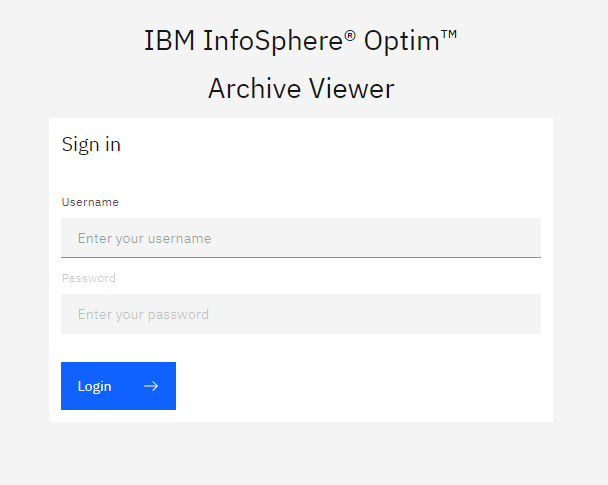 IBM InfoSphere® Optim™
Archive Viewer
Sign in
Username
Enter your username
Password
Enter your password
Login